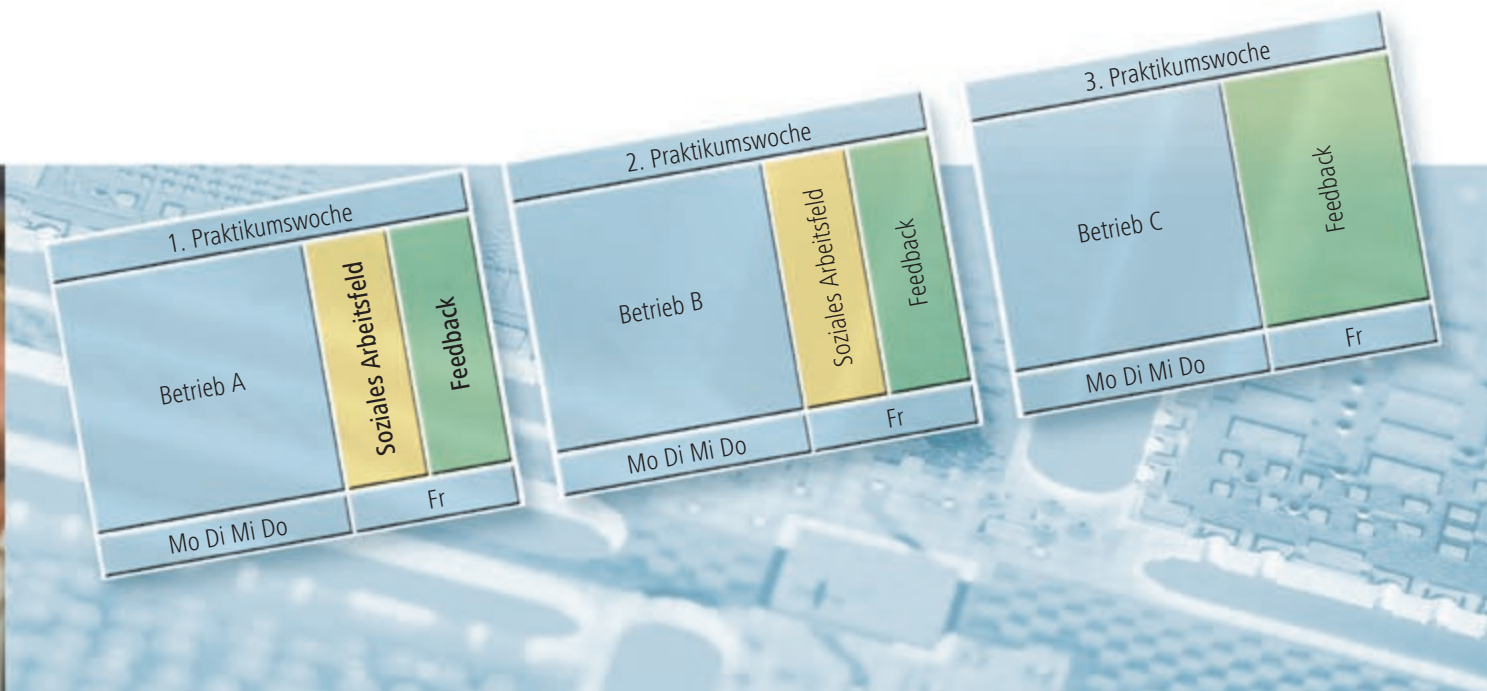 1. Praktikumswoche
Betrieb A
Soziales Arbeitsfeld
Feedback
Mo Di Mi Do
Fr
2. Praktikumswoche
Betrieb B
Soziales Arbeitsfeld
Feedback
Mo Di Mi Do
Fr
3. Praktikumswoche
Betrieb C
Feedback
Mo Di Mi Do
Fr